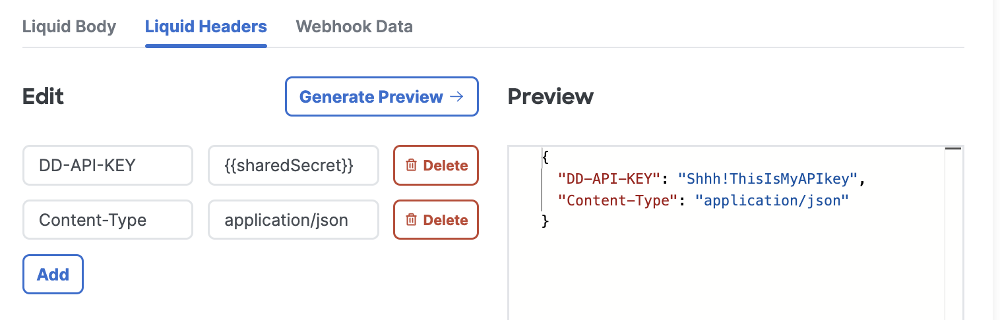 Liquid Body Liquid Headers Webhook Data
Edit Generate Preview → Preview
DD-API-KEY {{sharedSecret}} Delete
Content-Type application/json Delete
Add
{
"DD-API-KEY": "Shhh!ThisIsMyAPIkey",
"Content-Type": "application/json"
}